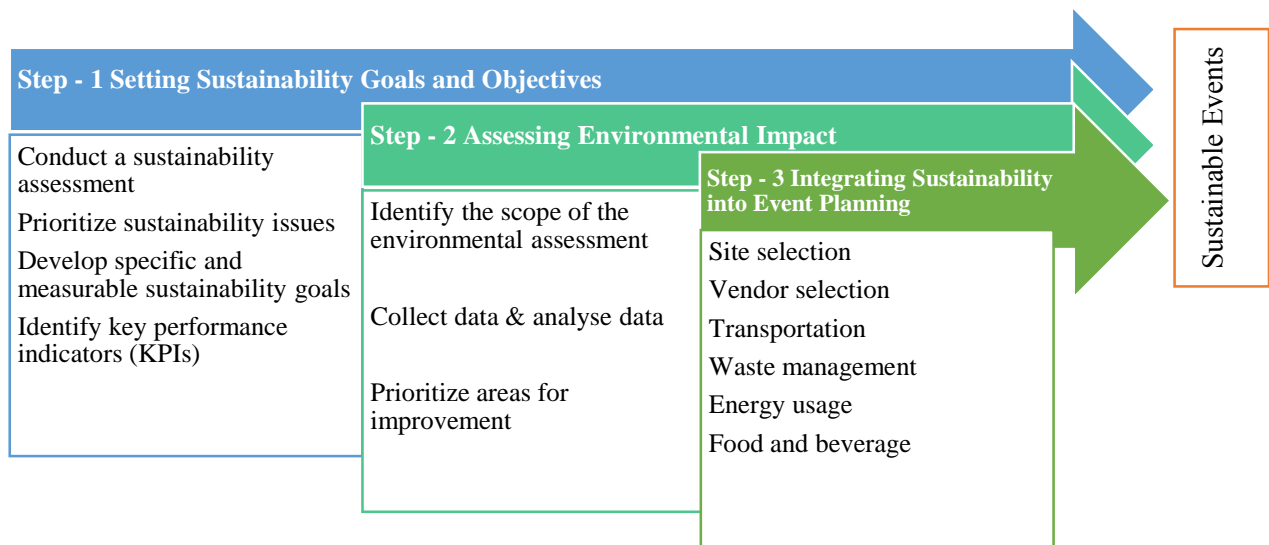 Step - 1 Setting Sustainability Goals and Objectives
Conduct a sustainability
assessment
Prioritize sustainability issues
Develop specific and
measurable sustainability goals
Identify key performance
indicators (KPIs)
Step - 2 Assessing Environmental Impact
Identify the scope of the
environmental assessment
Collect data & analyse data
Prioritize areas for
improvement
Step - 3 Integrating Sustainability
into Event Planning
Site selection
Vendor selection
Transportation
Waste management
Energy usage
Food and beverage
Sustainable Events